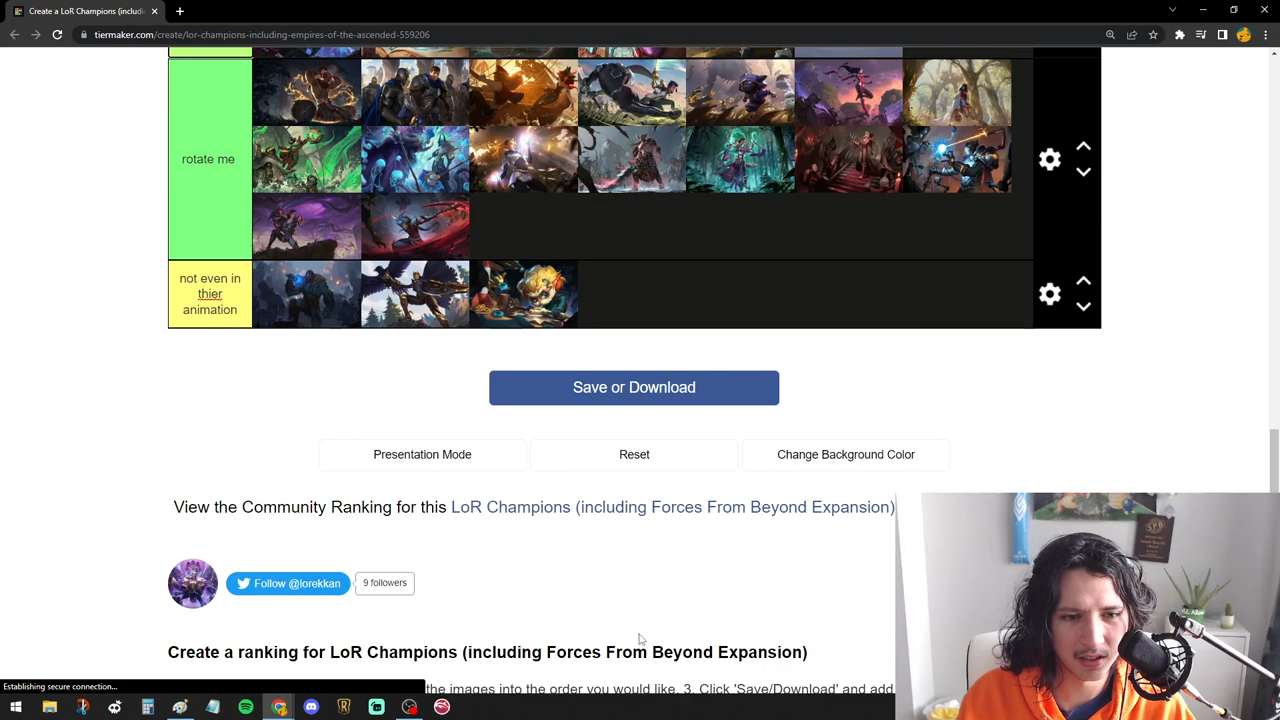 Create a LoR Champions (includi
tiermaker.com/create/lor-champions-including-empires-of-the-ascended-559206
rotate me
not even in
thier
animation
Save or Download
Presentation Mode
Reset
Change Background Color
View the Community Ranking for this LoR Champions (including Forces From Beyond Expansion)
Follow @lorekkan
9 followers
Create a ranking for LoR Champions (including Forces From Beyond Expansion)
Establishing secure connection...
the images into the order you would like. 3. Click 'Save/Download' and add